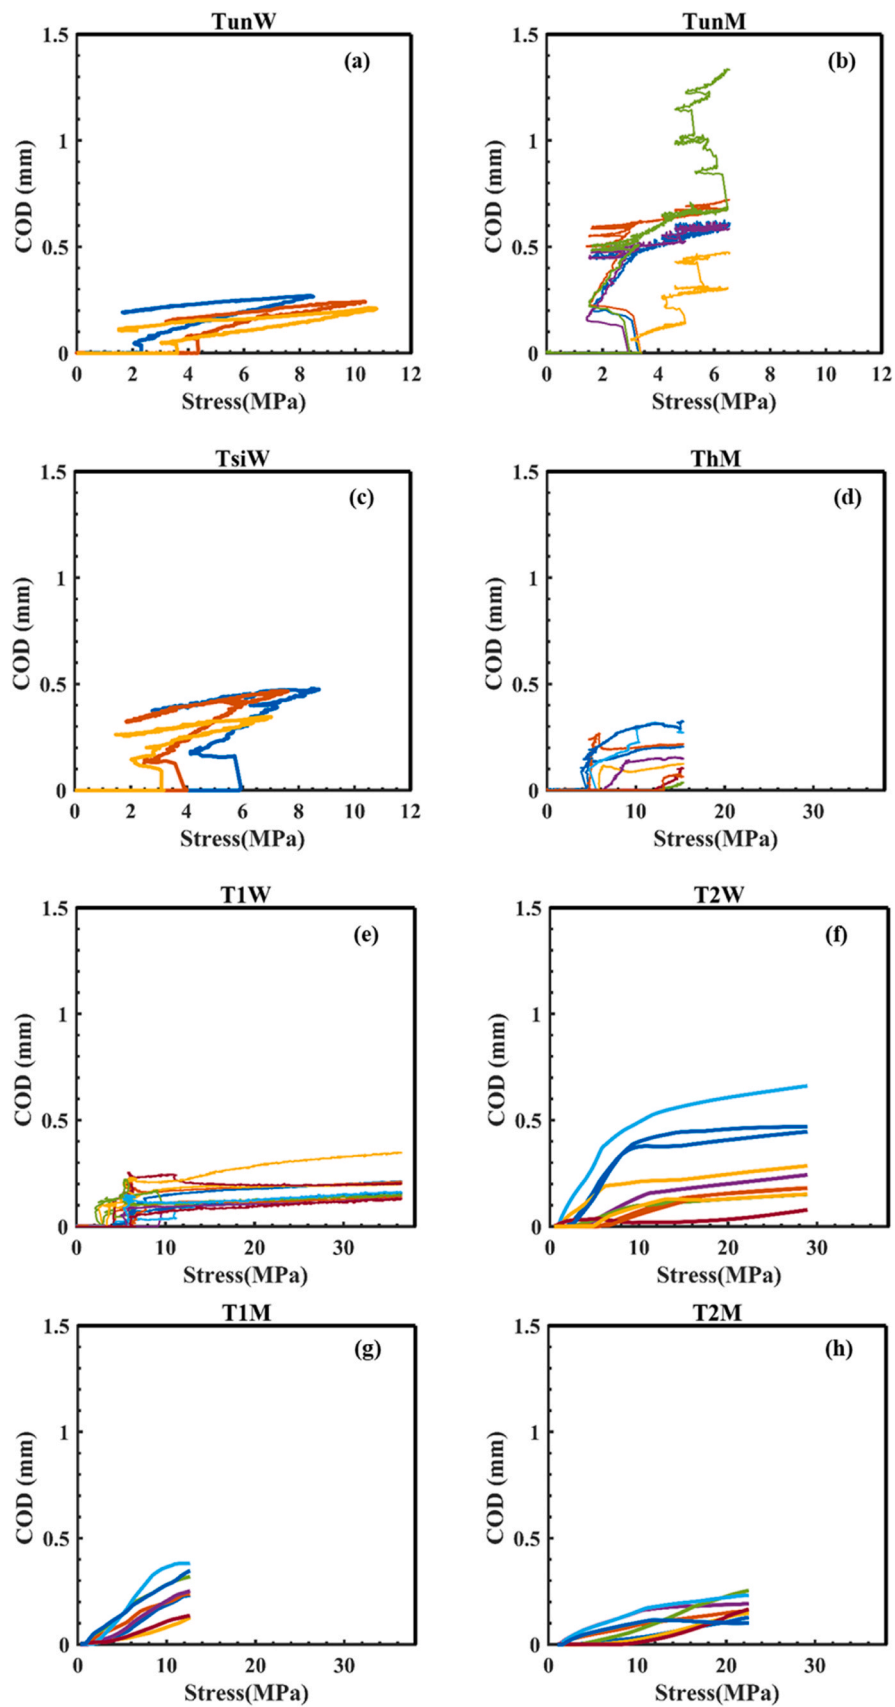 TunW
TunM
1.5
(a)
1
COD (mm)
0.5
0
0 2 4 6 8 10 12
Stress(MPa)
1.5
(b)
1
COD (mm)
0.5
0
0 2 4 6 8 10 12
Stress(MPa)
TsiW
ThM
1.5
(c)
1
COD (mm)
0.5
0
0 2 4 6 8 10 12
Stress(MPa)
1.5
(d)
1
COD (mm)
0.5
0
0 10 20 30
Stress(MPa)
T1W
T2W
1.5
(e)
1
COD (mm)
0.5
0
0 10 20 30
Stress(MPa)
1.5
(f)
1
COD (mm)
0.5
0
0 10 20 30
Stress(MPa)
T1M
T2M
1.5
(g)
1
COD (mm)
0.5
0
0 10 20 30
Stress(MPa)
1.5
(h)
1
COD (mm)
0.5
0
0 10 20 30
Stress(MPa)